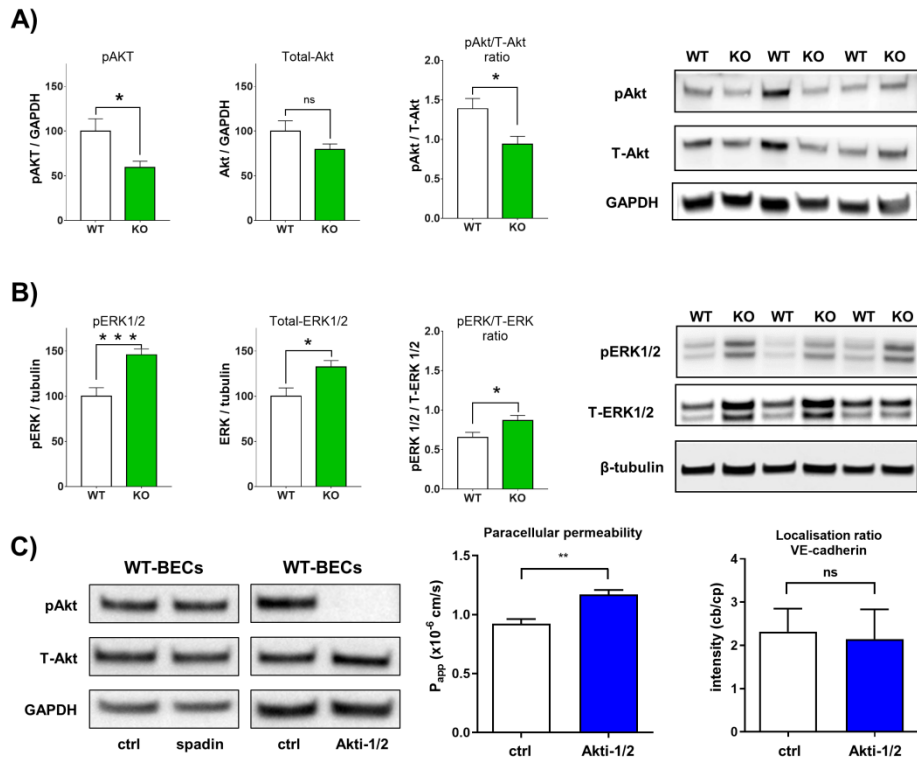 A)
pAKT
pAKT / GAPDH
150
100
50
0
*
WT KO
Total-Akt
Akt / GAPDH
150
100
50
0
ns
WT KO
pAkt/T-Akt
ratio
pAkt / T-Akt
2.0
1.5
1.0
0.5
0.0
*
WT KO
WT KO WT KO WT KO
pAkt
T-Akt
GAPDH
B)
pERK1/2
pERK / tubulin
150
100
50
0
* * *
WT KO
Total-ERK1/2
ERK / tubulin
150
100
50
0
*
WT KO
pERK/T-ERK
ratio
pERK 1/2 / T-ERK 1/2
2.0
1.5
1.0
0.5
0.0
*
WT KO
WT KO WT KO WT KO
pERK1/2
T-ERK1/2
β-tubulin
C)
WT-BECs WT-BECs
pAkt
T-Akt
GAPDH
ctrl spadin ctrl Akti-1/2
Paracellular permeability
Papp (x10-6 cm/s)
1.5
1.0
0.5
0.0
**
ctrl Akti-1/2
Localisation ratio
VE-cadherin
intensity (cb/cp)
4
3
2
1
0
ns
ctrl Akti-1/2